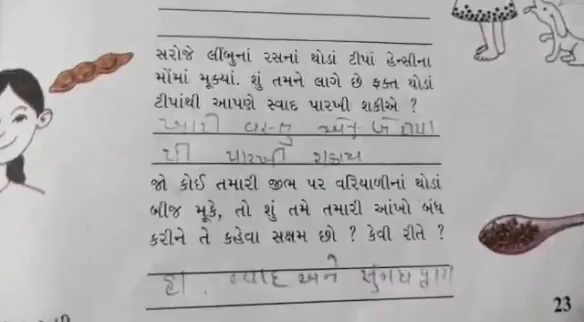 સરોજે લીંબુનાં રસનાં થોડાં ટીપાં હેન્સીના
મોંમાં મૂક્યાં. શું તમને લાગે છે ફક્ત થોડાં
ટીપાંથી આપણે સ્વાદ પારખી શકીએ ?
ખારી વસ્તુ
થી પારખી શકાય
જો કોઈ તમારી જીભ પર વરિયાળીનાં થોડાં
બીજ મૂકે, તો શું તમે તમારી આંખો બંધ
કરીને તે કહેવા સક્ષમ છો ? કેવી રીતે ?
હા . સ્વાદ અને સુગંધ દ્વારા
23